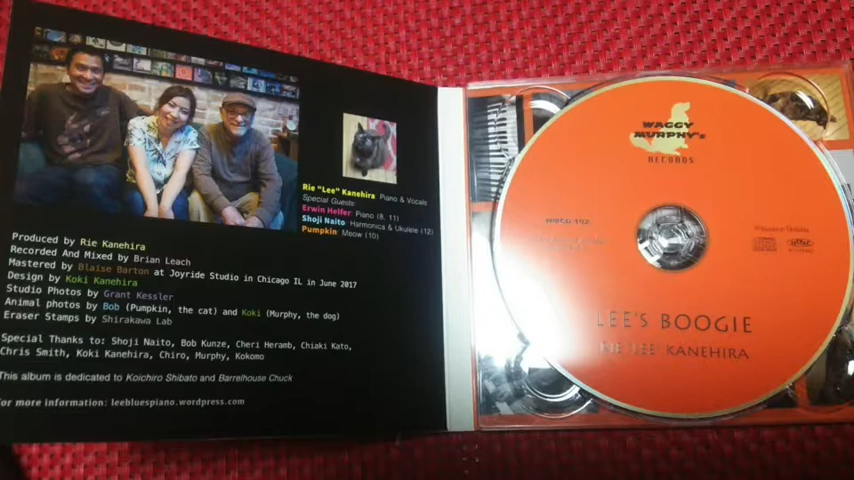 Rie "Lee" Kanehira: Piano & Vocals
Special Guests:
Erwin Helfer: Piano (8, 11)
Shoji Naito: Harmonica & Ukulele (12)
Pumpkin: Meow (10)
Produced by Rie Kanehira
Recorded And Mixed by Brian Leach
Mastered by Blaise Barton at Joyride Studio in Chicago IL in June 2017
Design by Koki Kanehira
Studio Photos by Grant Kessler
Animal photos by Bob (Pumpkin, the cat) and Koki (Murphy, the dog)
Eraser Stamps by Shirakawa Lab
Special Thanks to: Shoji Naito, Bob Kunze, Cheri Heramb, Chiaki Kato,
Chris Smith, Koki Kanehira, Chiro, Murphy, Kokomo
This album is dedicated to Koichiro Shibato and Barrelhouse Chuck
For more information: leebluespiano.wordpress.com
WAGGY
MURPHY's
RECORDS
WMCD-102
LEE'S BOOGIE
RIE LEE KANEHIRA